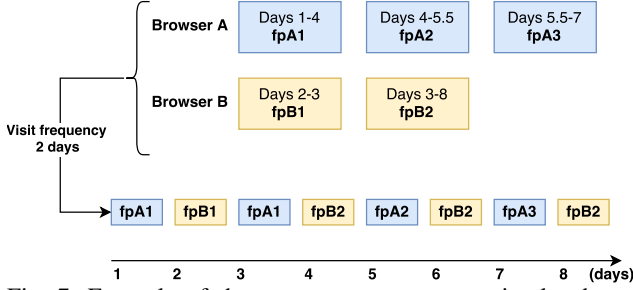 Browser A
Days 1-4
fpA1
Days 4-5.5
fpA2
Days 5.5-7
fpA3
Browser B
Days 2-3
fpB1
Days 3-8
fpB2
Visit frequency
2 days
fpA1 fpB1 fpA1 fpB2 fpA2 fpB2 fpA3 fpB2
1 2 3 4 5 6 7 8 (days)